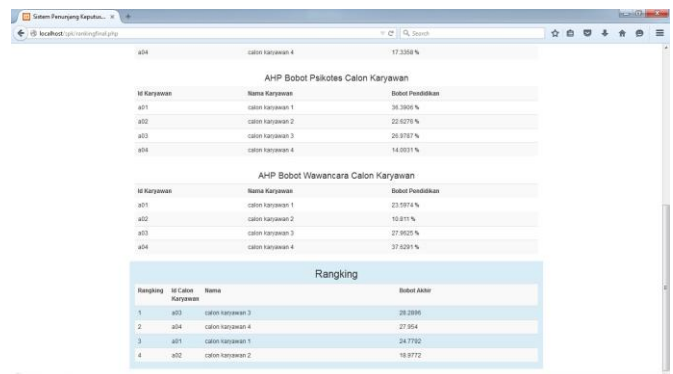 Sistem Penunjang Keputus... ×
localhost/spk/rankingfinal.php
Search
a04 calon karyawan 4 17.3358 %
AHP Bobot Psikotes Calon Karyawan
Id Karyawan Nama Karyawan Bobot Pendidikan
a01 calon karyawan 1 36.3906 %
a02 calon karyawan 2 22.6276 %
a03 calon karyawan 3 26.9787 %
a04 calon karyawan 4 14.0031 %
AHP Bobot Wawancara Calon Karyawan
Id Karyawan Nama Karyawan Bobot Pendidikan
a01 calon karyawan 1 23.5974 %
a02 calon karyawan 2 10.811 %
a03 calon karyawan 3 27.9625 %
a04 calon karyawan 4 37.6291 %
Rangking
Rangking Id Calon Karyawan Nama Bobot Akhir
1 a03 calon karyawan 3 28.2896
2 a04 calon karyawan 4 27.954
3 a01 calon karyawan 1 24.7792
4 a02 calon karyawan 2 18.9772